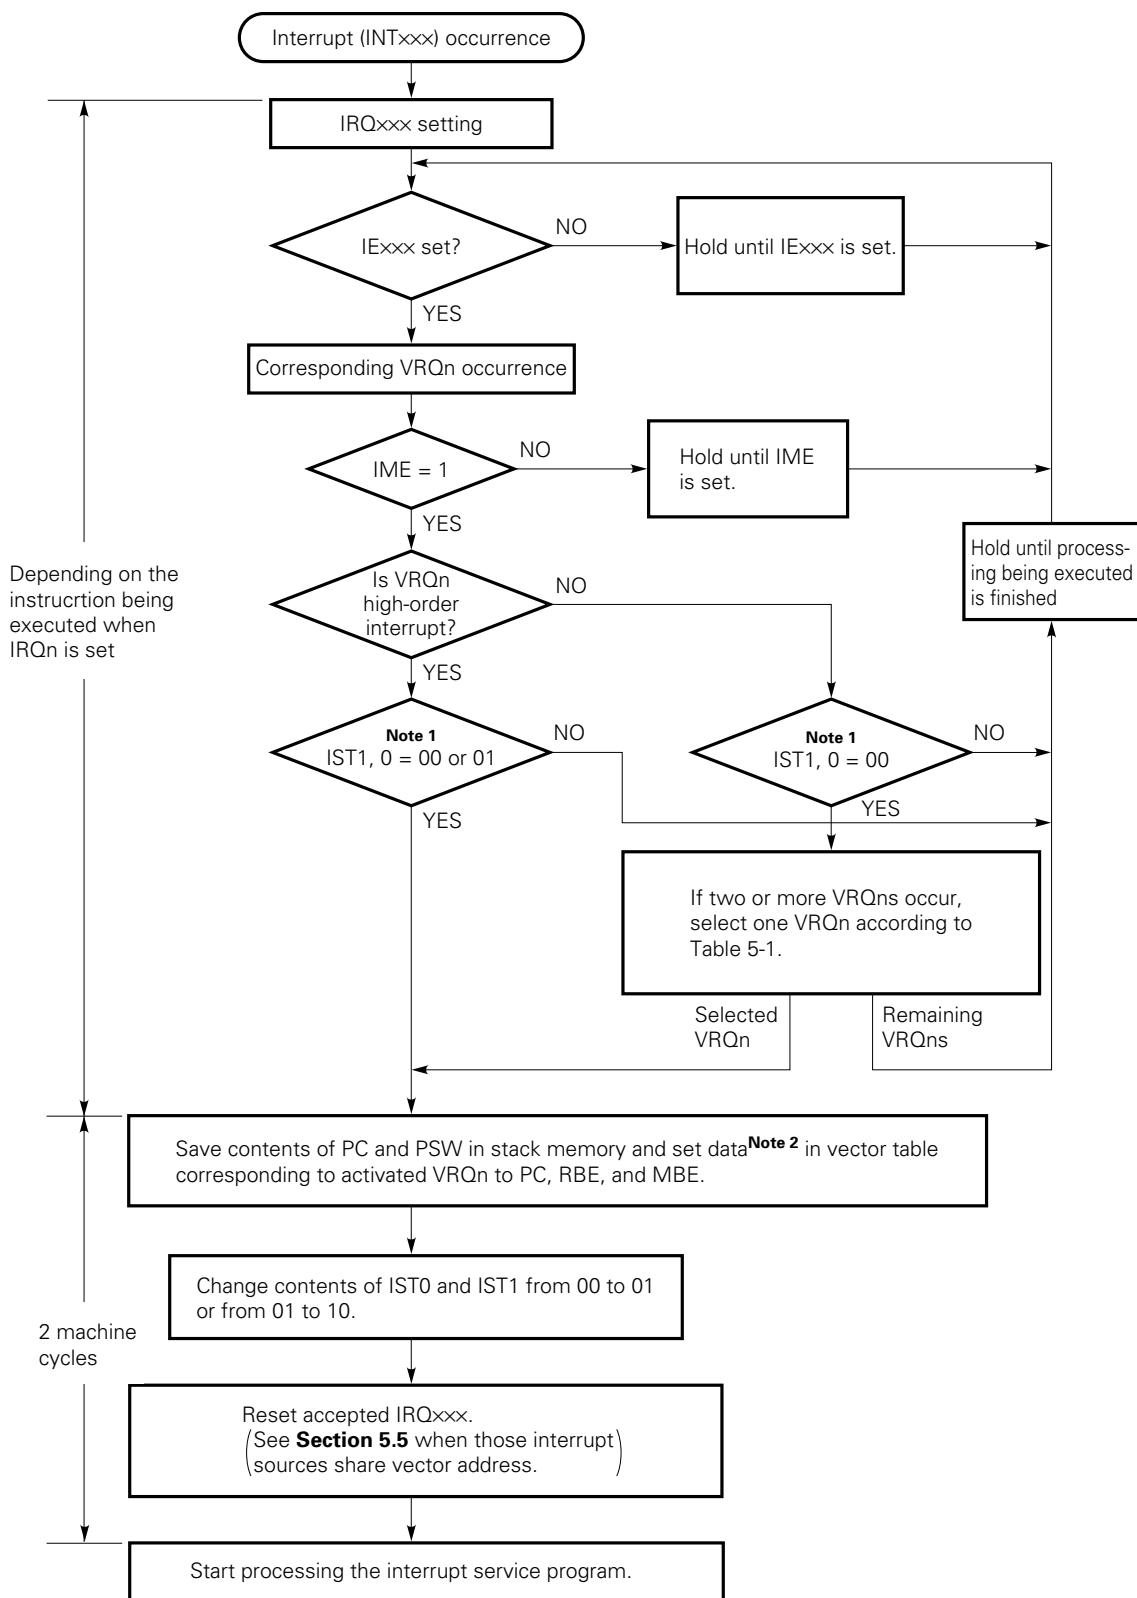 Interrupt (INT×××) occurrence
IRQ××× setting
IE××× set?
NO
Hold until IE××× is set.
YES
Corresponding VRQn occurrence
IME = 1
NO
Hold until IME
is set.
YES
Hold until process-
ing being executed
is finished
Depending on the
instrucrtion being
executed when
IRQn is set
Is VRQn
high-order
interrupt?
NO
YES
Note 1
IST1, 0 = 00 or 01
NO
Note 1
IST1, 0 = 00
NO
YES
YES
If two or more VRQns occur,
select one VRQn according to
Table 5-1.
Selected
VRQn
Remaining
VRQns
Save contents of PC and PSW in stack memory and set dataNote 2 in vector table
corresponding to activated VRQn to PC, RBE, and MBE.
Change contents of IST0 and IST1 from 00 to 01
or from 01 to 10.
2 machine
cycles
Reset accepted IRQ×××.
(See Section 5.5 when those interrupt
sources share vector address.)
Start processing the interrupt service program.